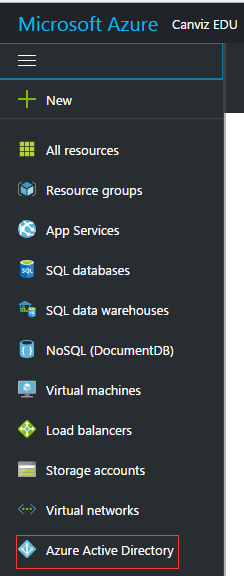 Microsoft Azure Canviz EDU
New
All resources
Resource groups
App Services
SQL databases
SQL data warehouses
NoSQL (DocumentDB)
Virtual machines
Load balancers
Storage accounts
Virtual networks
Azure Active Directory